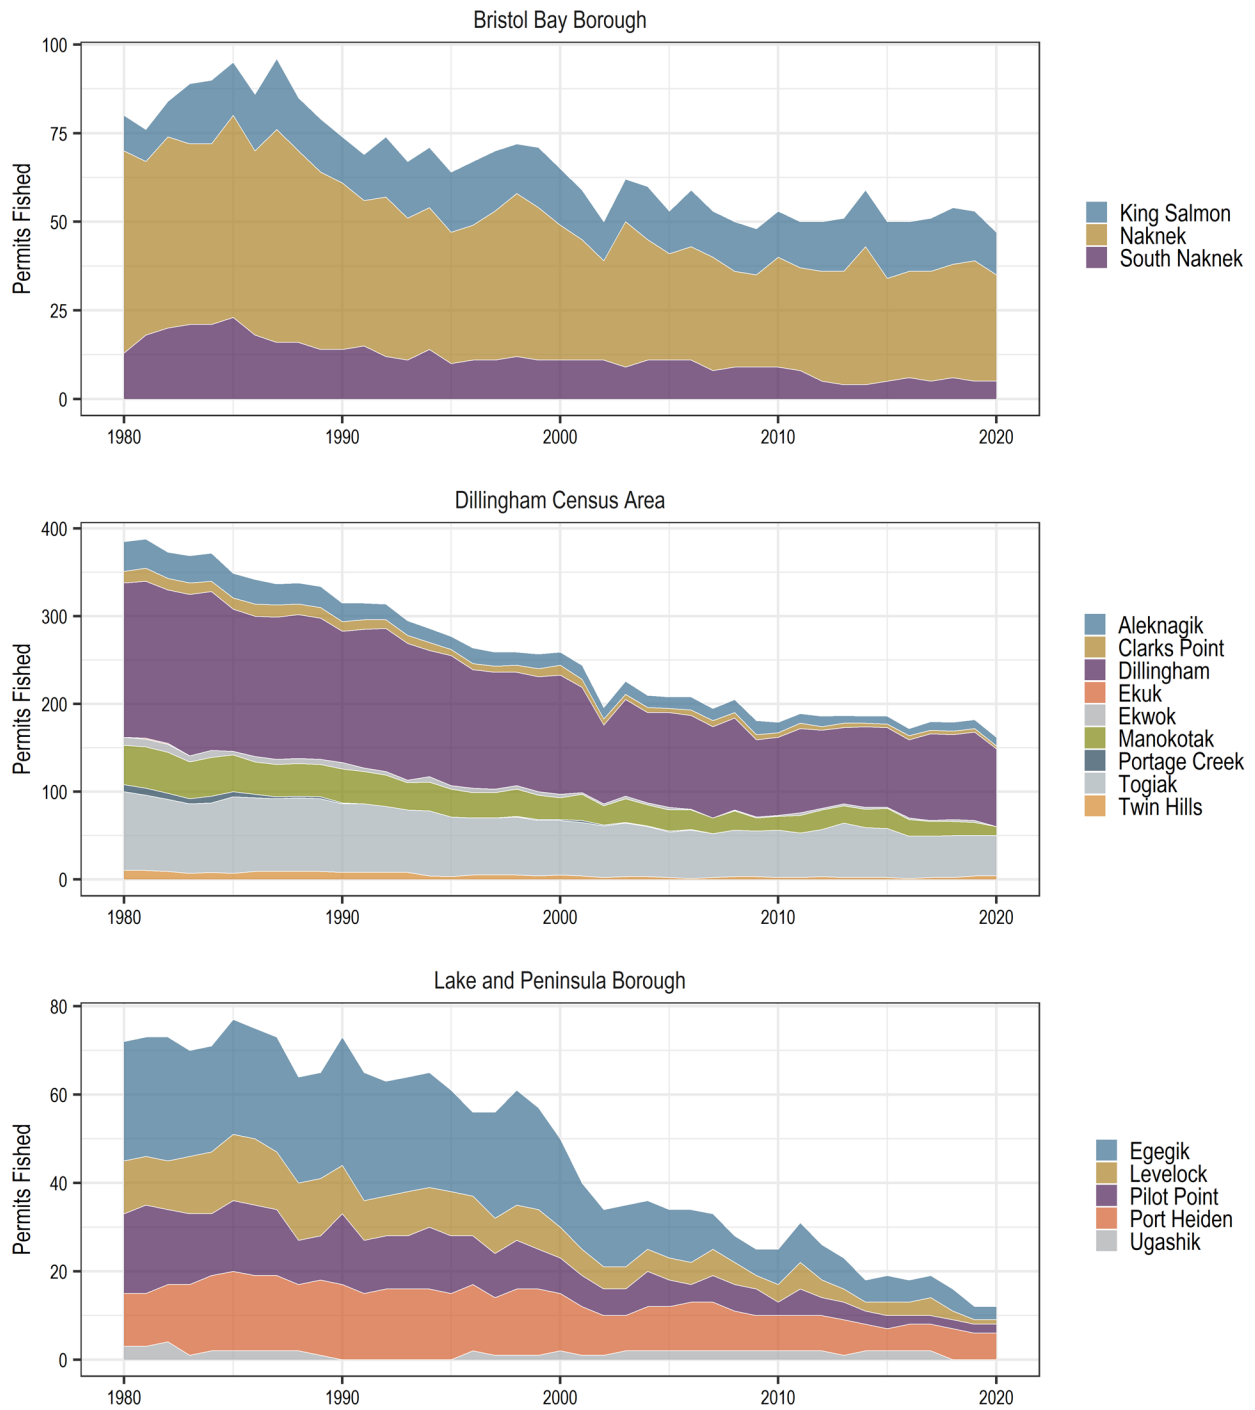 Bristol Bay Borough
Permits Fished
100
75
50
25
0
1980 1990 2000 2010 2020
King Salmon
Naknek
South Naknek
Dillingham Census Area
Permits Fished
400
300
200
100
0
1980 1990 2000 2010 2020
Aleknagik
Clarks Point
Dillingham
Ekuk
Ekwok
Manokotak
Portage Creek
Togiak
Twin Hills
Lake and Peninsula Borough
Permits Fished
80
60
40
20
0
1980 1990 2000 2010 2020
Egegik
Levelock
Pilot Point
Port Heiden
Ugashik